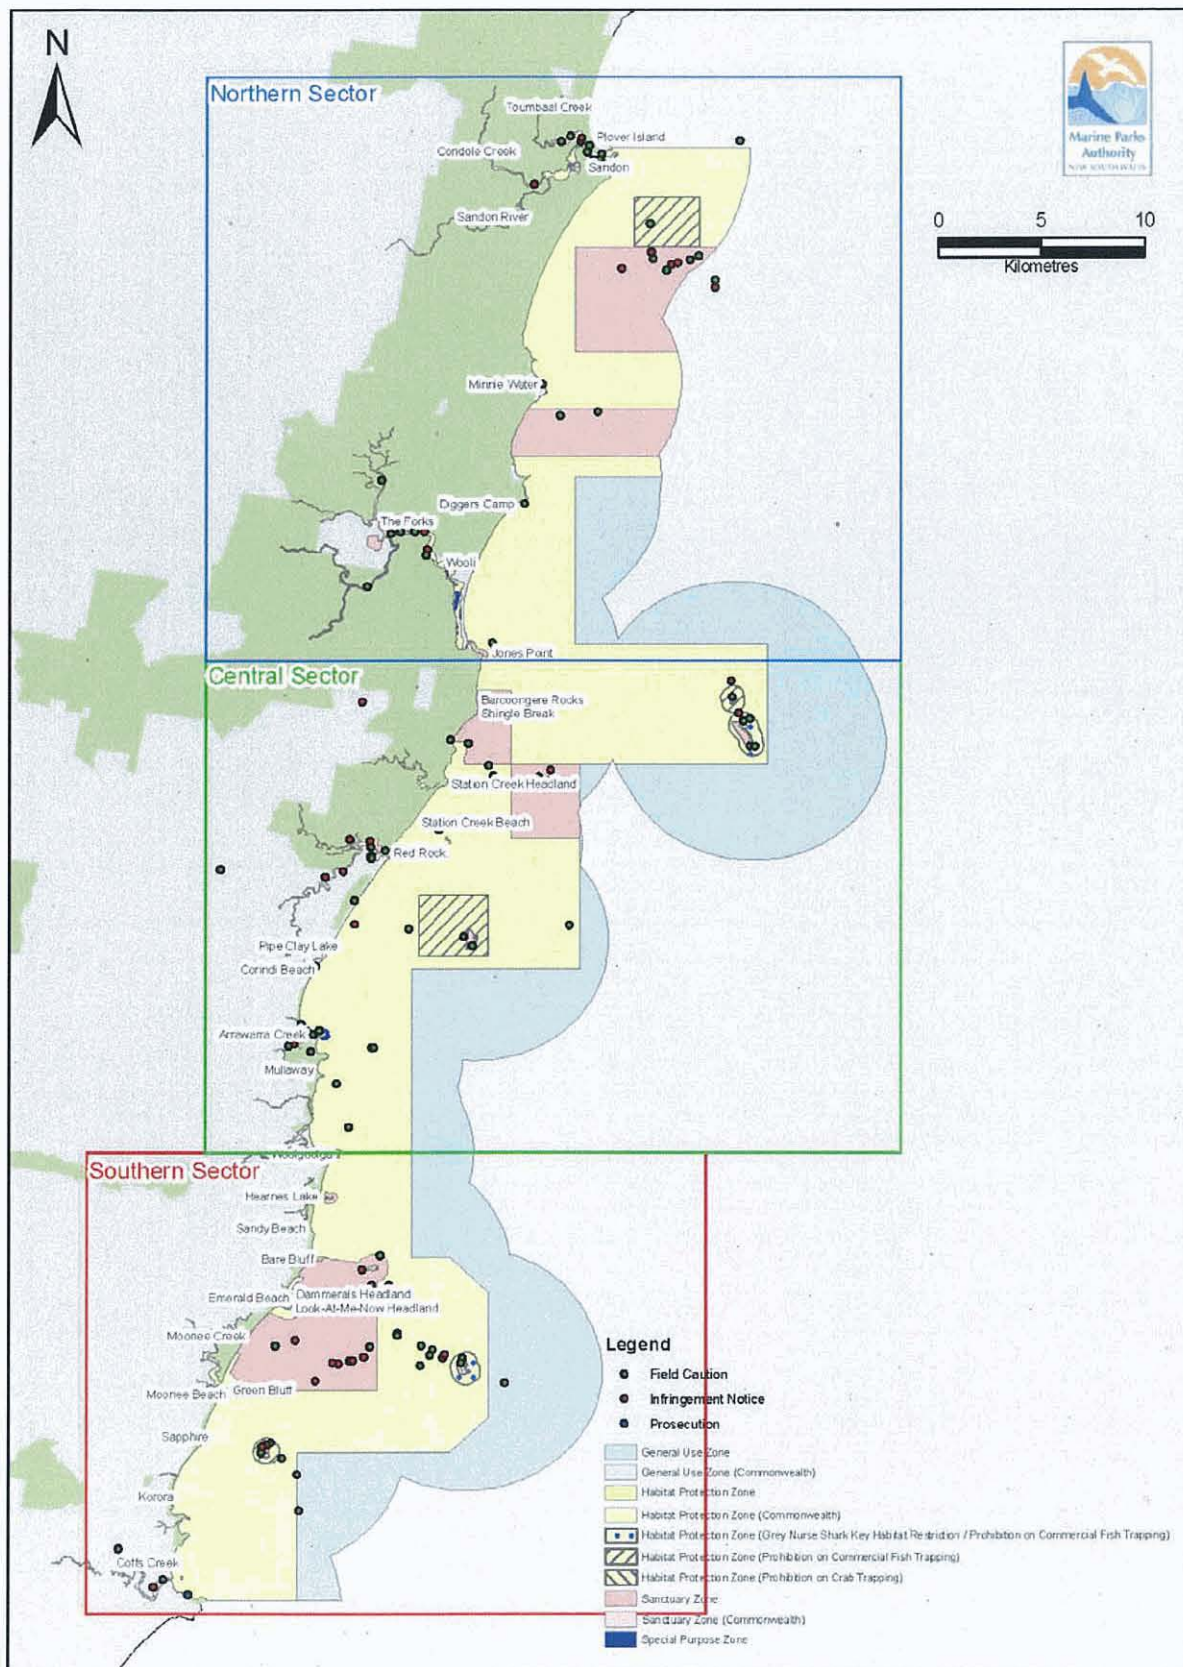 N
Northern Sector
Toumbaal Creek
Plover Island
Condole Creek
Sandon
Sandon River
Marine Parks
Authority
NEW SOUTH WALES
0 5 10
Kilometres
Minnie Water
Diggers Camp
The Forks
Wooli
Jones Point
Central Sector
Barcoongere Rocks
Shingle Break
Station Creek Headland
Station Creek Beach
Red Rock
Pipe Clay Lake
Corindi Beach
Arrawarra Creek
Mullaway
Woolgoolga
Southern Sector
Hearnes Lake
Sandy Beach
Bare Bluff
Emerald Beach
Dammerals Headland
Look-At-Me-Now Headland
Moonee Creek
Moonee Beach
Green Bluff
Sapphire
Korora
Coffs Creek
Legend
Field Caution
Infringement Notice
Prosecution
General Use Zone
General Use Zone (Commonwealth)
Habitat Protection Zone
Habitat Protection Zone (Commonwealth)
Habitat Protection Zone (Grey Nurse Shark Key Habitat Restriction / Prohibition on Commercial Fish Trapping)
Habitat Protection Zone (Prohibition on Commercial Fish Trapping)
Habitat Protection Zone (Prohibition on Crab Trapping)
Sanctuary Zone
Sanctuary Zone (Commonwealth)
Special Purpose Zone